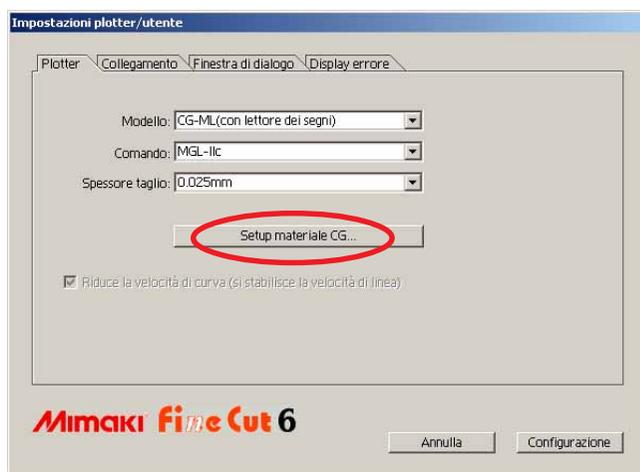 Impostazioni plotter/utente
Plotter Collegamento Finestra di dialogo Display errore
Modello: CG-ML(con lettore dei segni)
Comando: MGL-IIc
Spessore taglio: 0.025mm
Setup materiale CG...
Riduce la velocità di curva (si stabilisce la velocità di linea)
Mimaki Fine Cut 6
Annulla Configurazione